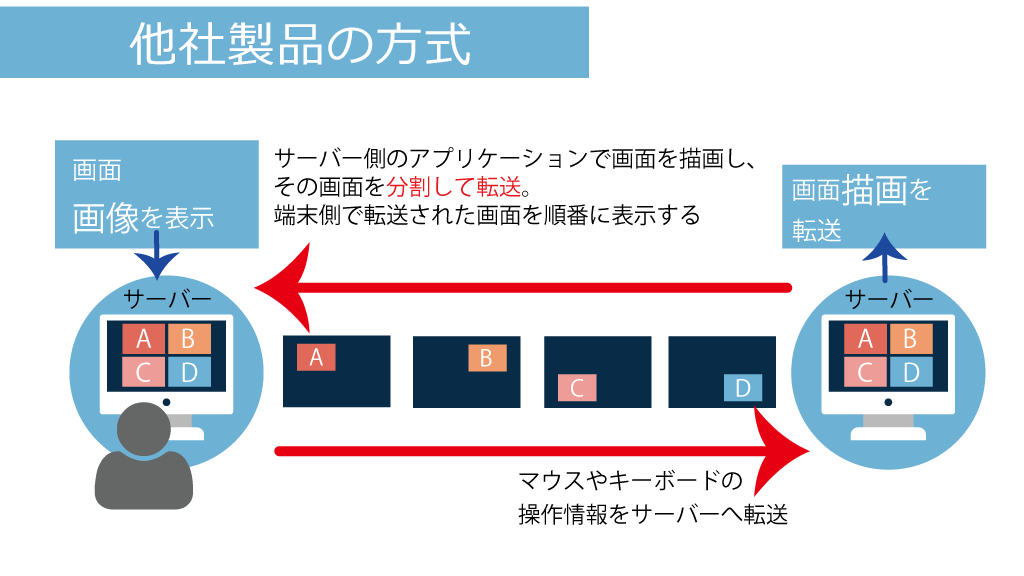 他社製品の方式
画面
画像を表示
サーバー側のアプリケーションで画面を描画し、
その画面を分割して転送。
端末側で転送された画面を順番に表示する
画面描画を
転送
サーバー
A B
C D
A
B
C
D
サーバー
A B
C D
マウスやキーボードの
操作情報をサーバーへ転送